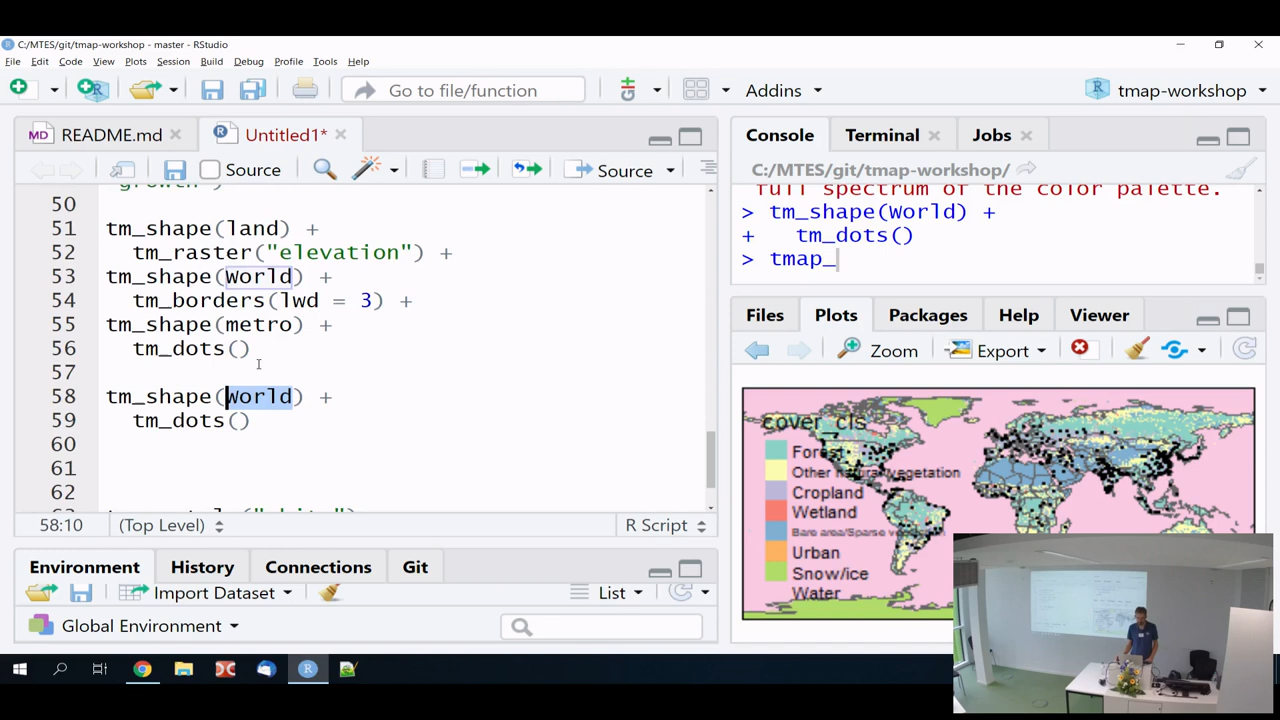 C:/MTES/git/tmap-workshop - master - RStudio
File Edit Code View Plots Session Build Debug Profile Tools Help
Go to file/function
Addins
tmap-workshop
README.md
Untitled1*
Source
Source
growth")
50
51 tm_shape(land) +
52 tm_raster("elevation") +
53 tm_shape(World) +
54 tm_borders(lwd = 3) +
55 tm_shape(metro) +
56 tm_dots()
57
58 tm_shape(World) +
59 tm_dots()
60
61
62
58:10
(Top Level)
R Script
Environment
History
Connections
Git
Import Dataset
List
Global Environment
Console
Terminal
Jobs
C:/MTES/git/tmap-workshop/
full spectrum of the color palette.
> tm_shape(World) +
+ tm_dots()
> tmap_
Files
Plots
Packages
Help
Viewer
Zoom
Export
cover_cls
Forest
Other natural vegetation
Cropland
Wetland
Urban
Snow/ice
Water